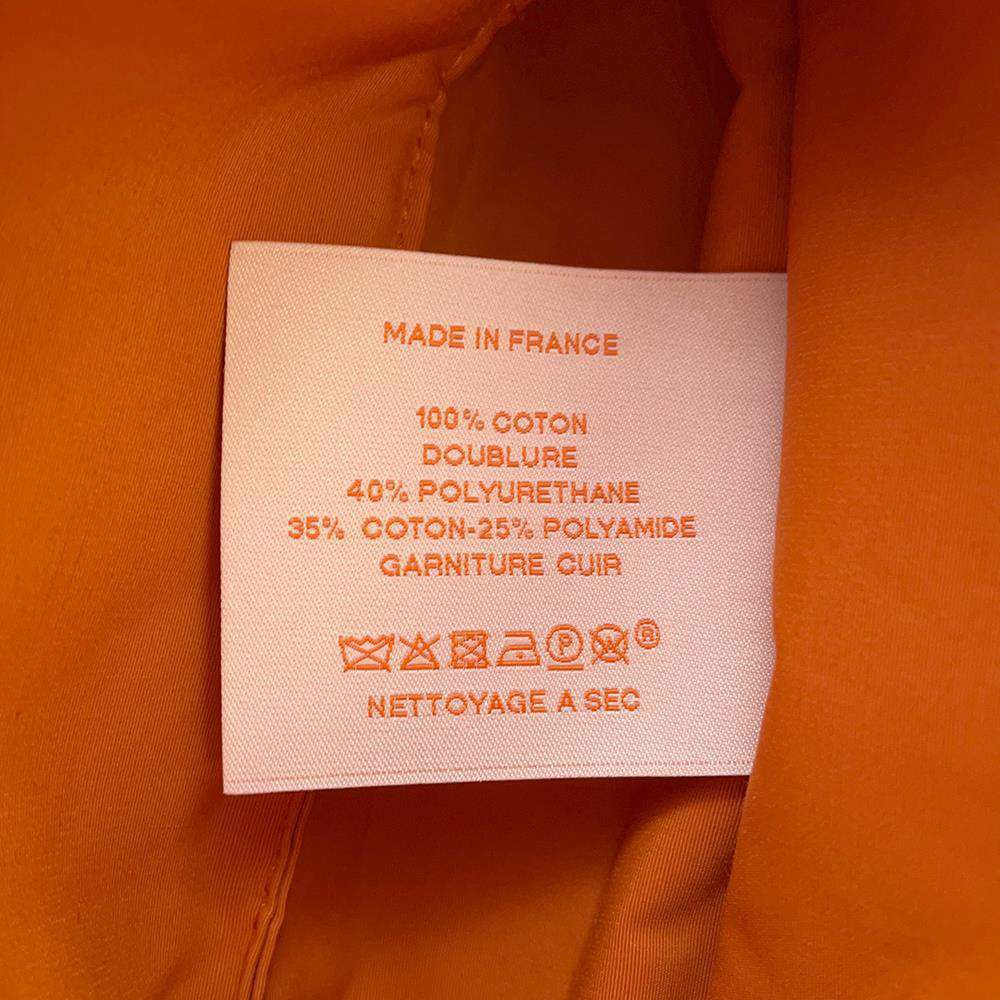 MADE IN FRANCE
100% COTON
DOUBLURE
40% POLYURETHANE
35% COTON-25% POLYAMIDE
GARNITURE CUIR
P W ®
NETTOYAGE A SEC